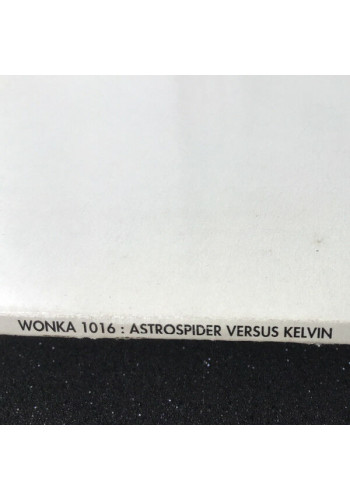 WONKA 1016 : ASTROSPIDER VERSUS KELVIN